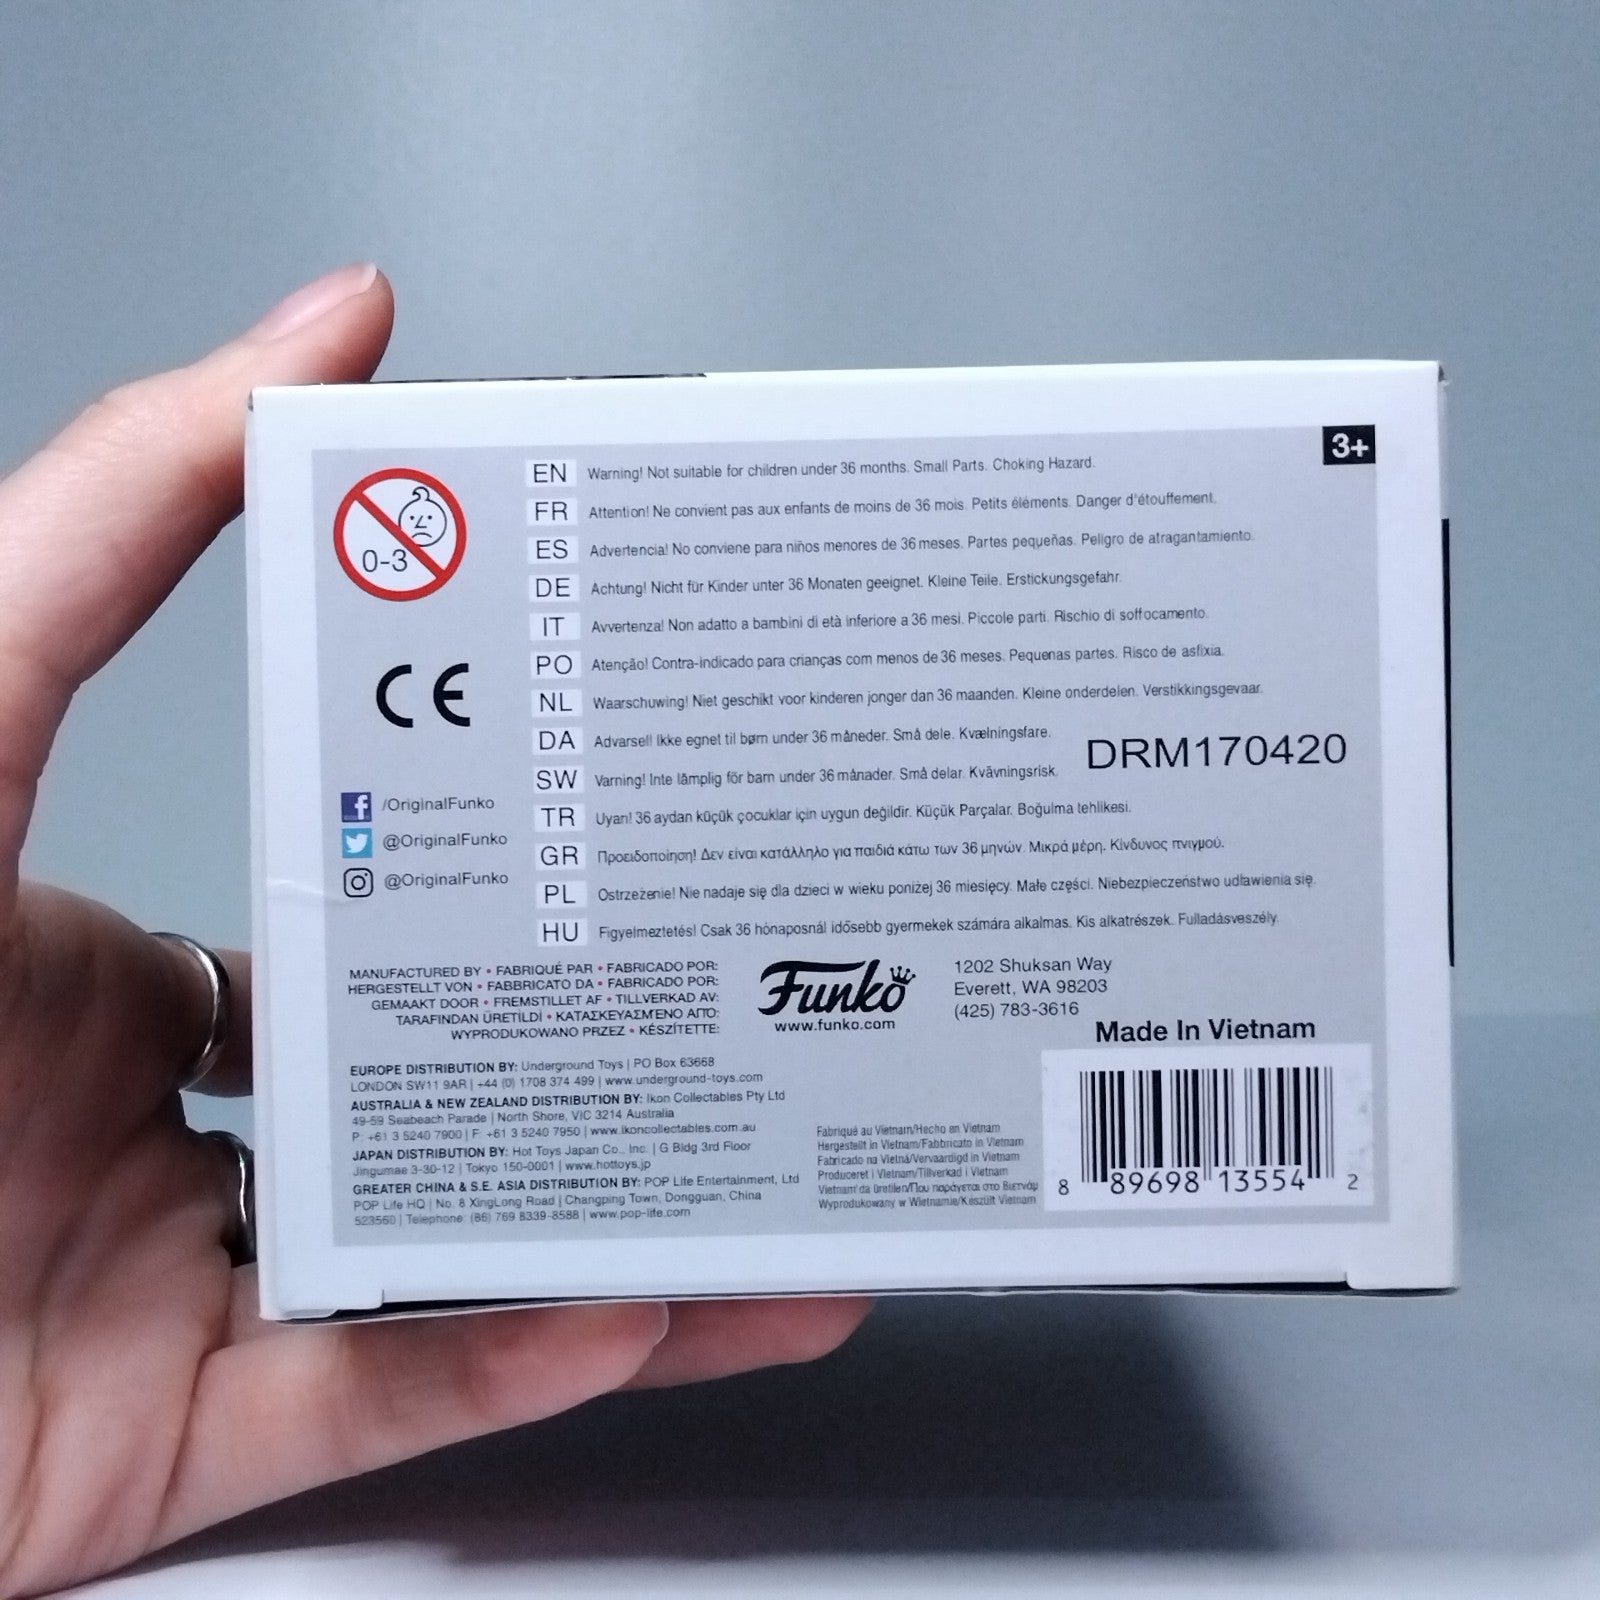 3+
0-3
EN Warning! Not suitable for children under 36 months. Small Parts. Choking Hazard.
FR Attention! Ne convient pas aux enfants de moins de 36 mois. Petits éléments. Danger d'étouffement.
ES Advertencia! No conviene para niños menores de 36 meses. Partes pequeñas. Peligro de atragantamiento.
DE Achtung! Nicht für Kinder unter 36 Monaten geeignet. Kleine Teile. Erstickungsgefahr.
IT Avvertenza! Non adatto a bambini di età inferiore a 36 mesi. Piccole parti. Rischio di soffocamento.
PO Atenção! Contra-indicado para crianças com menos de 36 meses. Pequenas partes. Risco de asfixia.
NL Waarschuwing! Niet geschikt voor kinderen jonger dan 36 maanden. Kleine onderdelen. Verstikkingsgevaar.
DA Advarsel! Ikke egnet til børn under 36 måneder. Små dele. Kvælningsfare.
SW Varning! Inte lämplig för barn under 36 månader. Små delar. Kvävningsrisk.
TR Uyarı! 36 aydan küçük çocuklar için uygun değildir. Küçük Parçalar. Boğulma tehlikesi.
GR Προειδοποίηση! Δεν είναι κατάλληλο για παιδιά κάτω των 36 μηνών. Μικρά μέρη. Κίνδυνος πνιγμού.
PL Ostrzeżenie! Nie nadaje się dla dzieci w wieku poniżej 36 miesięcy. Małe części. Niebezpieczeństwo udławienia się.
HU Figyelmeztetés! Csak 36 hónaposnál idősebb gyermekek számára alkalmas. Kis alkatrészek. Fulladásveszély.
CE
DRM170420
/OriginalFunko
@OriginalFunko
@OriginalFunko
MANUFACTURED BY • FABRIQUÉ PAR • FABRICADO POR:
HERGESTELLT VON • FABBRICATO DA • FABRICADO POR:
GEMAAKT DOOR • FREMSTILLET AF • TILLVERKAD AV:
TARAFINDAN ÜRETİLDİ • ΚΑΤΑΣΚΕΥΑΣΜΈΝΟ ΑΠΌ:
WYPRODUKOWANO PRZEZ • KÉSZÍTETTE:
Funko
www.funko.com
1202 Shuksan Way
Everett, WA 98203
(425) 783-3616
Made In Vietnam
EUROPE DISTRIBUTION BY: Underground Toys | PO Box 63668
LONDON SW11 9AR | +44 (0) 1708 374 499 | www.underground-toys.com
AUSTRALIA & NEW ZEALAND DISTRIBUTION BY: Ikon Collectables Pty Ltd
49-59 Seabeach Parade | North Shore, VIC 3214 Australia
P: +61 3 5240 7900 | F: +61 3 5240 7950 | www.ikoncollectables.com.au
JAPAN DISTRIBUTION BY: Hot Toys Japan Co., Inc. | G Bldg 3rd Floor
Jingumae 3-30-12 | Tokyo 150-0001 | www.hottoys.jp
GREATER CHINA & S.E. ASIA DISTRIBUTION BY: POP Life Entertainment, Ltd
POP Life HQ | No. 8 XingLong Road | Changping Town, Dongguan, China
523560 | Telephone: (86) 769 8339-8588 | www.pop-life.com
Fabriqué au Vietnam/Hecho en Vietnam
Hergestellt in Vietnam/Fabbricato in Vietnam
Fabricado na Vietnã/Vervaardigd in Vietnam
Produceret i Vietnam/Tillverkad i Vietnam
Vietnam'da üretilen/Που παράγεται στο Βιετνάμ
Wyprodukowany w Wietnamie/Készült Vietnam
8 89698 13554 2